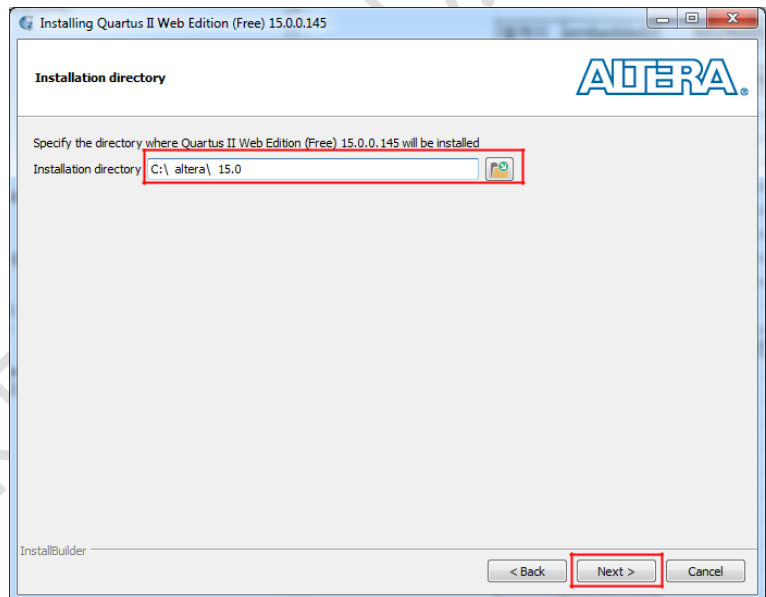 Installing Quartus II Web Edition (Free) 15.0.0.145
Installation directory
ALTERA®
Specify the directory where Quartus II Web Edition (Free) 15.0.0.145 will be installed
Installation directory C:\ altera\ 15.0
InstallBuilder
< Back Next > Cancel